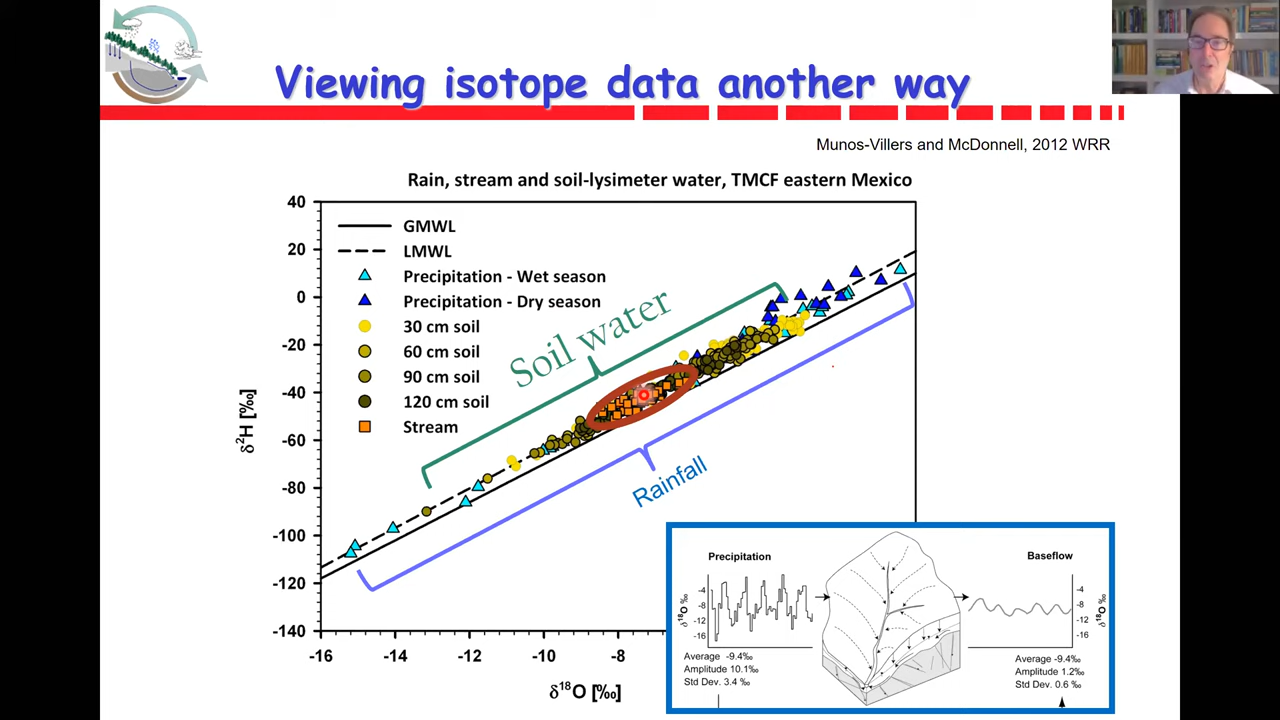 Viewing isotope data another way
Munos-Villers and McDonnell, 2012 WRR
Rain, stream and soil-lysimeter water, TMCF eastern Mexico
40
20
0
-20
-40
-60
-80
-100
-120
-140
δ²H [‰]
GMWL
LMWL
Precipitation - Wet season
Precipitation - Dry season
30 cm soil
60 cm soil
90 cm soil
120 cm soil
Stream
Soil water
Rainfall
-16
-14
-12
-10
-8
δ¹⁸O [‰]
Precipitation
Baseflow
δ¹⁸O ‰
-4
-8
-12
-16
-4
-8
-12
-16
δ¹⁸O ‰
Average -9.4‰
Amplitude 10.1‰
Std Dev. 3.4 ‰
Average -9.4‰
Amplitude 1.2‰
Std Dev. 0.6 ‰